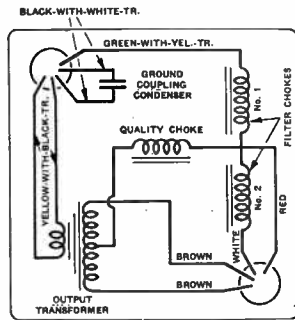 BLACK-WITH-WHITE-TR.
GREEN-WITH-YEL.-TR.
GROUND
COUPLING
CONDENSER
No. 1
FILTER CHOKES
QUALITY CHOKE
YELLOW-WITH-BLACK-TR.
No. 2
RED
WHITE
BROWN
BROWN
OUTPUT
TRANSFORMER